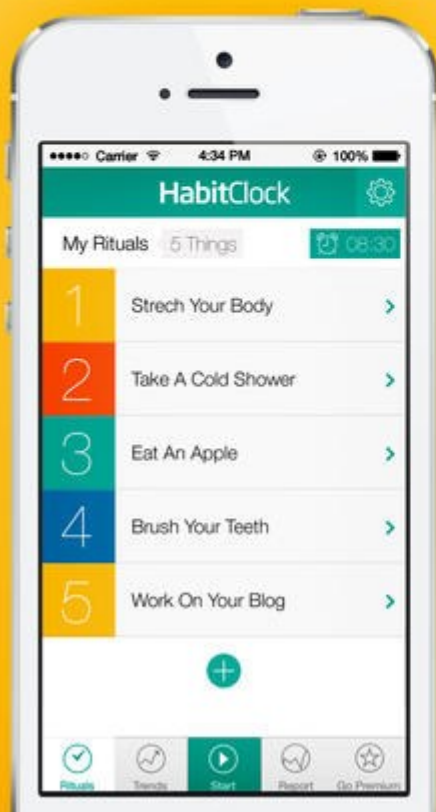 Carrier 4:34 PM 100%
HabitClock
My Rituals 5 Things 08:30
1 Strech Your Body
2 Take A Cold Shower
3 Eat An Apple
4 Brush Your Teeth
5 Work On Your Blog
Rituals Trends Start Report Go Premium